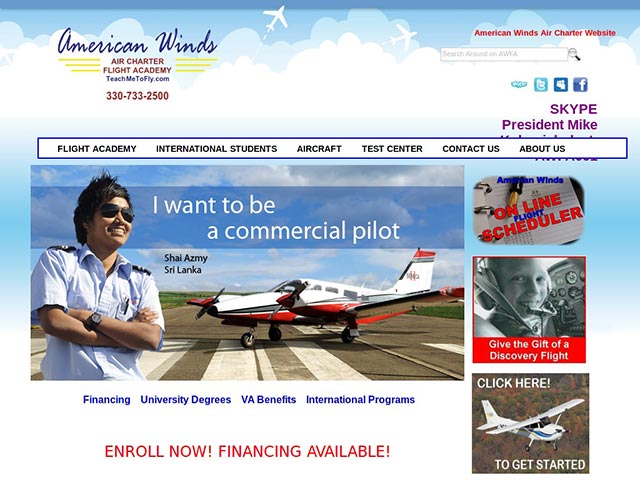 American Winds
AIR CHARTER
FLIGHT ACADEMY
TeachMeToFly.com
330-733-2500
American Winds Air Charter Website
Search Around on AWFA
SKYPE
President Mike
FLIGHT ACADEMY INTERNATIONAL STUDENTS AIRCRAFT TEST CENTER CONTACT US ABOUT US
I want to be
a commercial pilot
Shai Azmy
Sri Lanka
American Winds
ON LINE
FLIGHT
SCHEDULER
Give the Gift of a
Discovery Flight
CLICK HERE!
TO GET STARTED
Financing University Degrees VA Benefits International Programs
ENROLL NOW! FINANCING AVAILABLE!